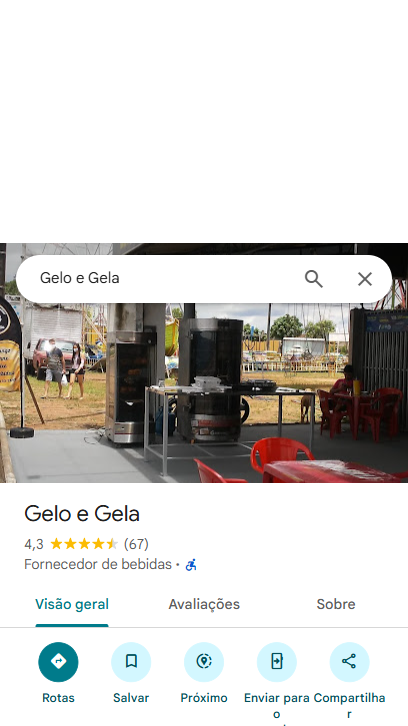 Gelo e Gela
Gelo e Gela
4,3 (67)
Fornecedor de bebidas ·
Visão geral Avaliações Sobre
Rotas Salvar Próximo Enviar para o Compartilhar